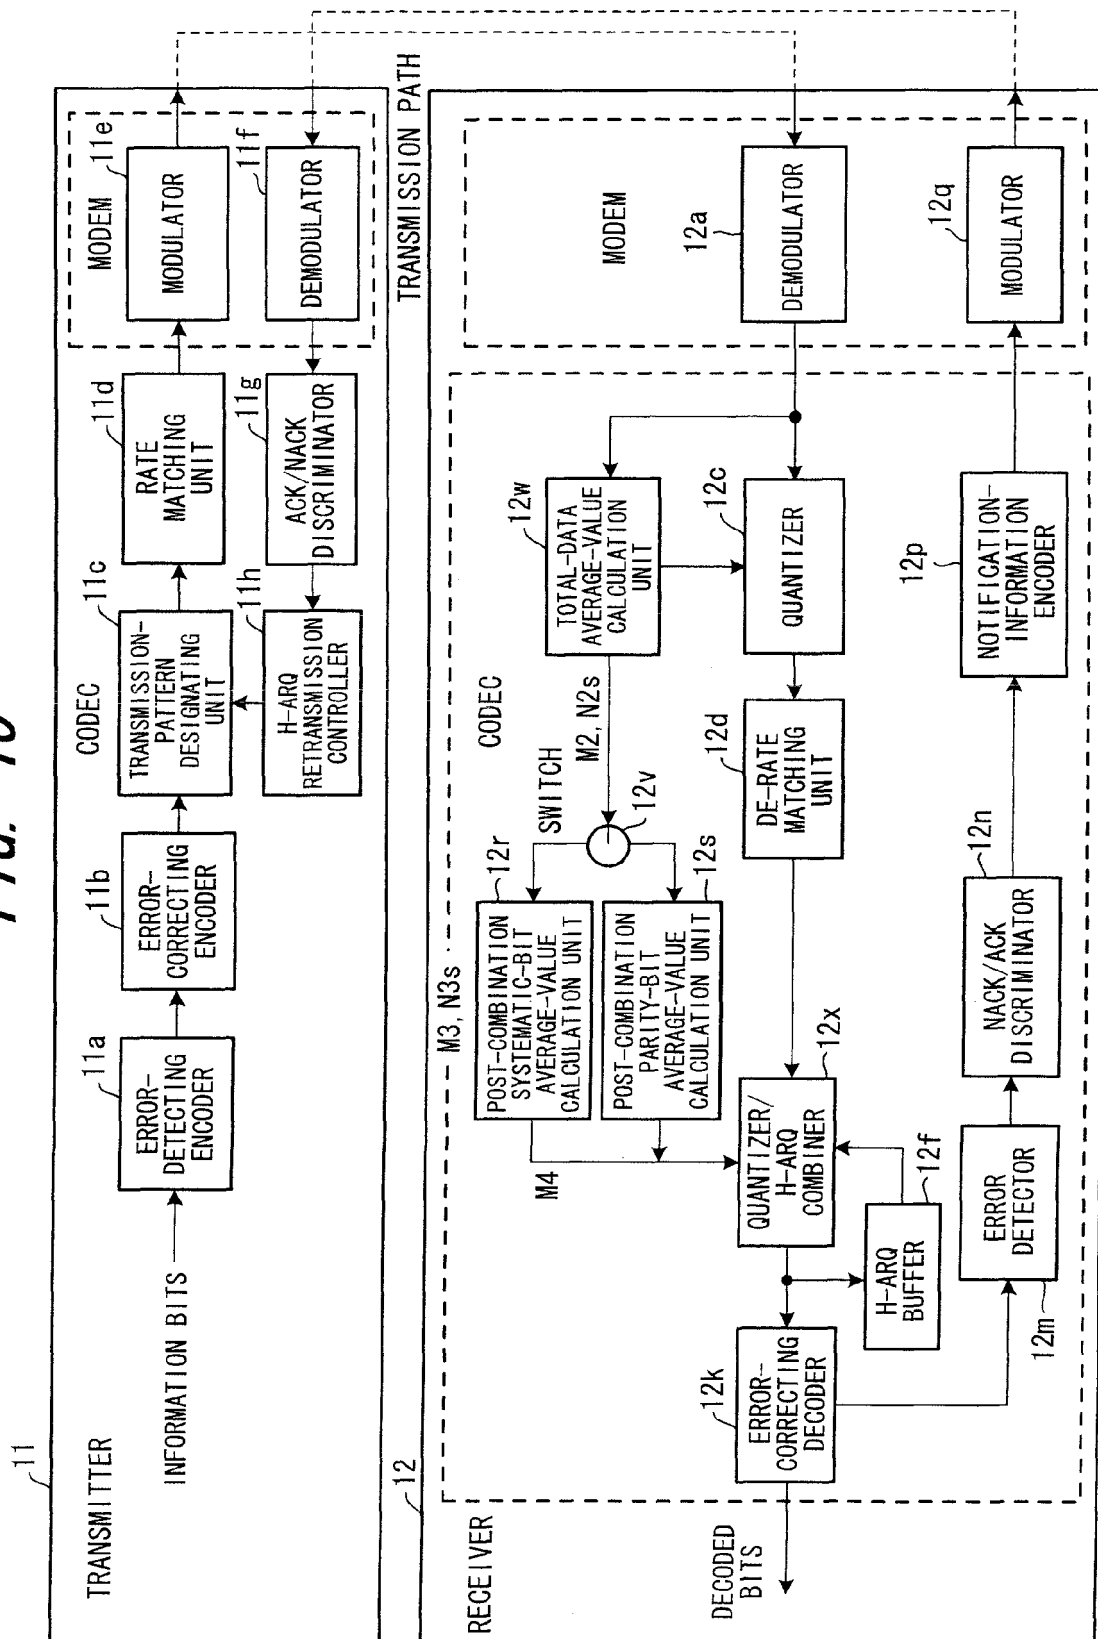 11
TRANSMITTER
INFORMATION BITS
11a
ERROR-
DETECTING
ENCODER
11b
ERROR-
CORRECTING
ENCODER
CODEC
11c
TRANSMISSION-
PATTERN
DESIGNATING
UNIT
11h
H-ARQ
RETRANSMISSION
CONTROLLER
11d
RATE
MATCHING
UNIT
11g
ACK/NACK
DISCRIMINATOR
MODEM
11e
MODULATOR
11f
DEMODULATOR
TRANSMISSION PATH
12
RECEIVER
DECODED
BITS
12k
ERROR-
CORRECTING
DECODER
M3, N3s
12r
POST-COMBINATION
SYSTEMATIC-BIT
AVERAGE-VALUE
CALCULATION UNIT
12s
POST-COMBINATION
PARITY-BIT
AVERAGE-VALUE
CALCULATION UNIT
M4
12x
QUANTIZER/
H-ARQ
COMBINER
12f
H-ARQ
BUFFER
SWITCH
12v
M2, N2s
CODEC
12w
TOTAL-DATA
AVERAGE-VALUE
CALCULATION
UNIT
12c
QUANTIZER
12d
DE-RATE
MATCHING
UNIT
12m
ERROR
DETECTOR
12n
NACK/ACK
DISCRIMINATOR
12p
NOTIFICATION-
INFORMATION
ENCODER
MODEM
12a
DEMODULATOR
12q
MODULATOR